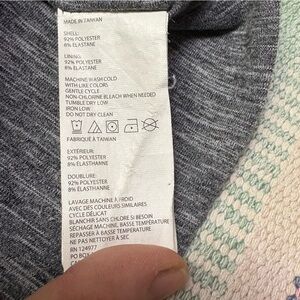 MADE IN TAIWAN
SHELL:
92% POLYESTER
8% ELASTANE
LINING:
92% POLYESTER
8% ELASTANE
MACHINE WASH COLD
WITH LIKE COLORS
GENTLE CYCLE
NON-CHLORINE BLEACH WHEN NEEDED
TUMBLE DRY LOW
IRON LOW
DO NOT DRY CLEAN
FABRIQUÉ À TAIWAN
EXTÉRIEUR:
92% POLYESTER
8% ÉLASTHANNE
DOUBLURE:
92% POLYESTER
8% ÉLASTHANNE
LAVAGE MACHINE À FROID
AVEC DES COULEURS SIMILAIRES
CYCLE DÉLICAT
BLANCHIR SANS CHLORE SI BESOIN
SÉCHAGE MACHINE, BASSE TEMPÉRATURE
REPASSER À BASSE TEMPÉRATURE
NE PAS NETTOYER À SEC
RN 124977
PO BOX